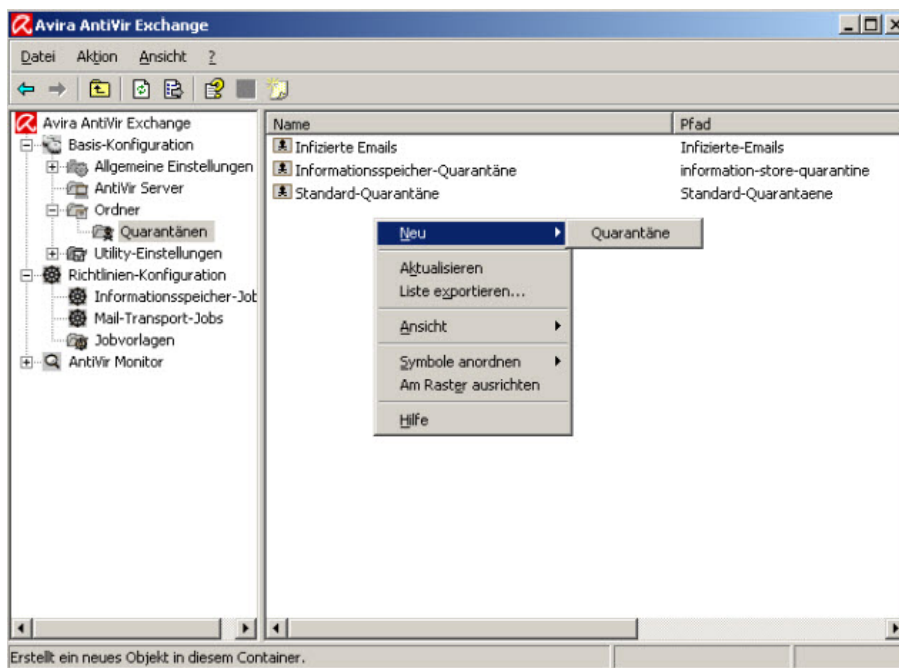 Avira AntiVir Exchange
Datei Aktion Ansicht ?
Avira AntiVir Exchange
Basis-Konfiguration
Allgemeine Einstellungen
AntiVir Server
Ordner
Quarantänen
Utility-Einstellungen
Richtlinien-Konfiguration
Informationsspeicher-Job
Mail-Transport-Jobs
Jobvorlagen
AntiVir Monitor
Name Pfad
Infizierte Emails Infizierte-Emails
Informationsspeicher-Quarantäne information-store-quarantine
Standard-Quarantäne Standard-Quarantaene
Neu Quarantäne
Aktualisieren
Liste exportieren...
Ansicht
Symbole anordnen
Am Raster ausrichten
Hilfe
Erstellt ein neues Objekt in diesem Container.